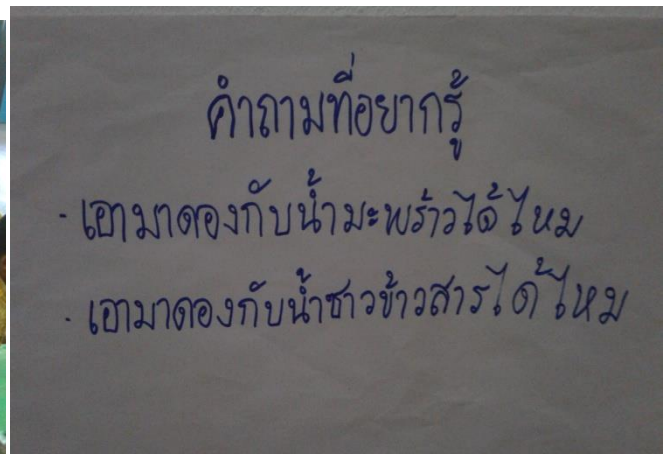 คำถามที่อยากรู้
- เอามาดองกับน้ำมะพร้าวได้ไหม
- เอามาดองกับน้ำซาวข้าวสารได้ไหม